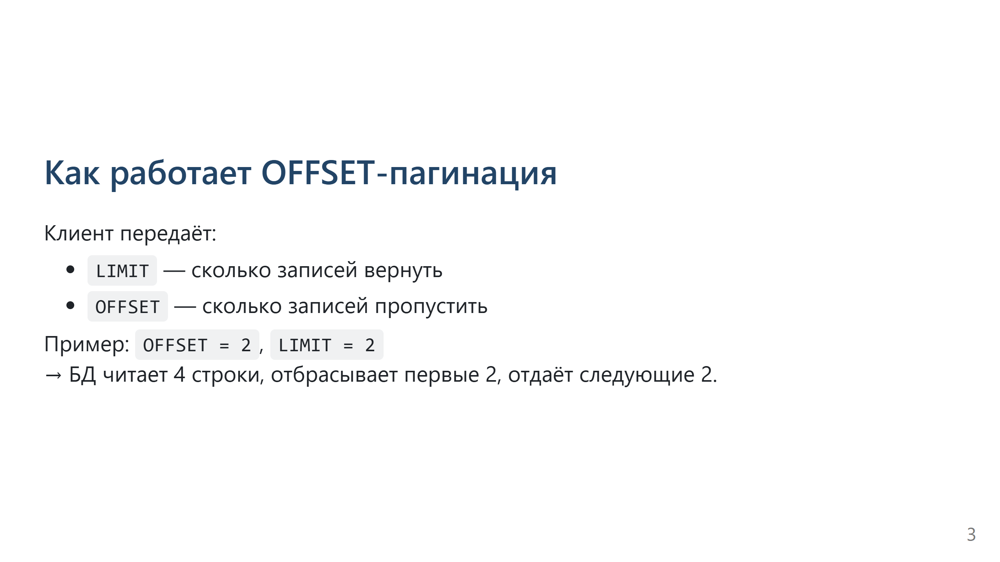 Как работает OFFSET-пагинация
Клиент передаёт:
• LIMIT — сколько записей вернуть
• OFFSET — сколько записей пропустить
Пример: OFFSET = 2, LIMIT = 2
→ БД читает 4 строки, отбрасывает первые 2, отдаёт следующие 2.
3